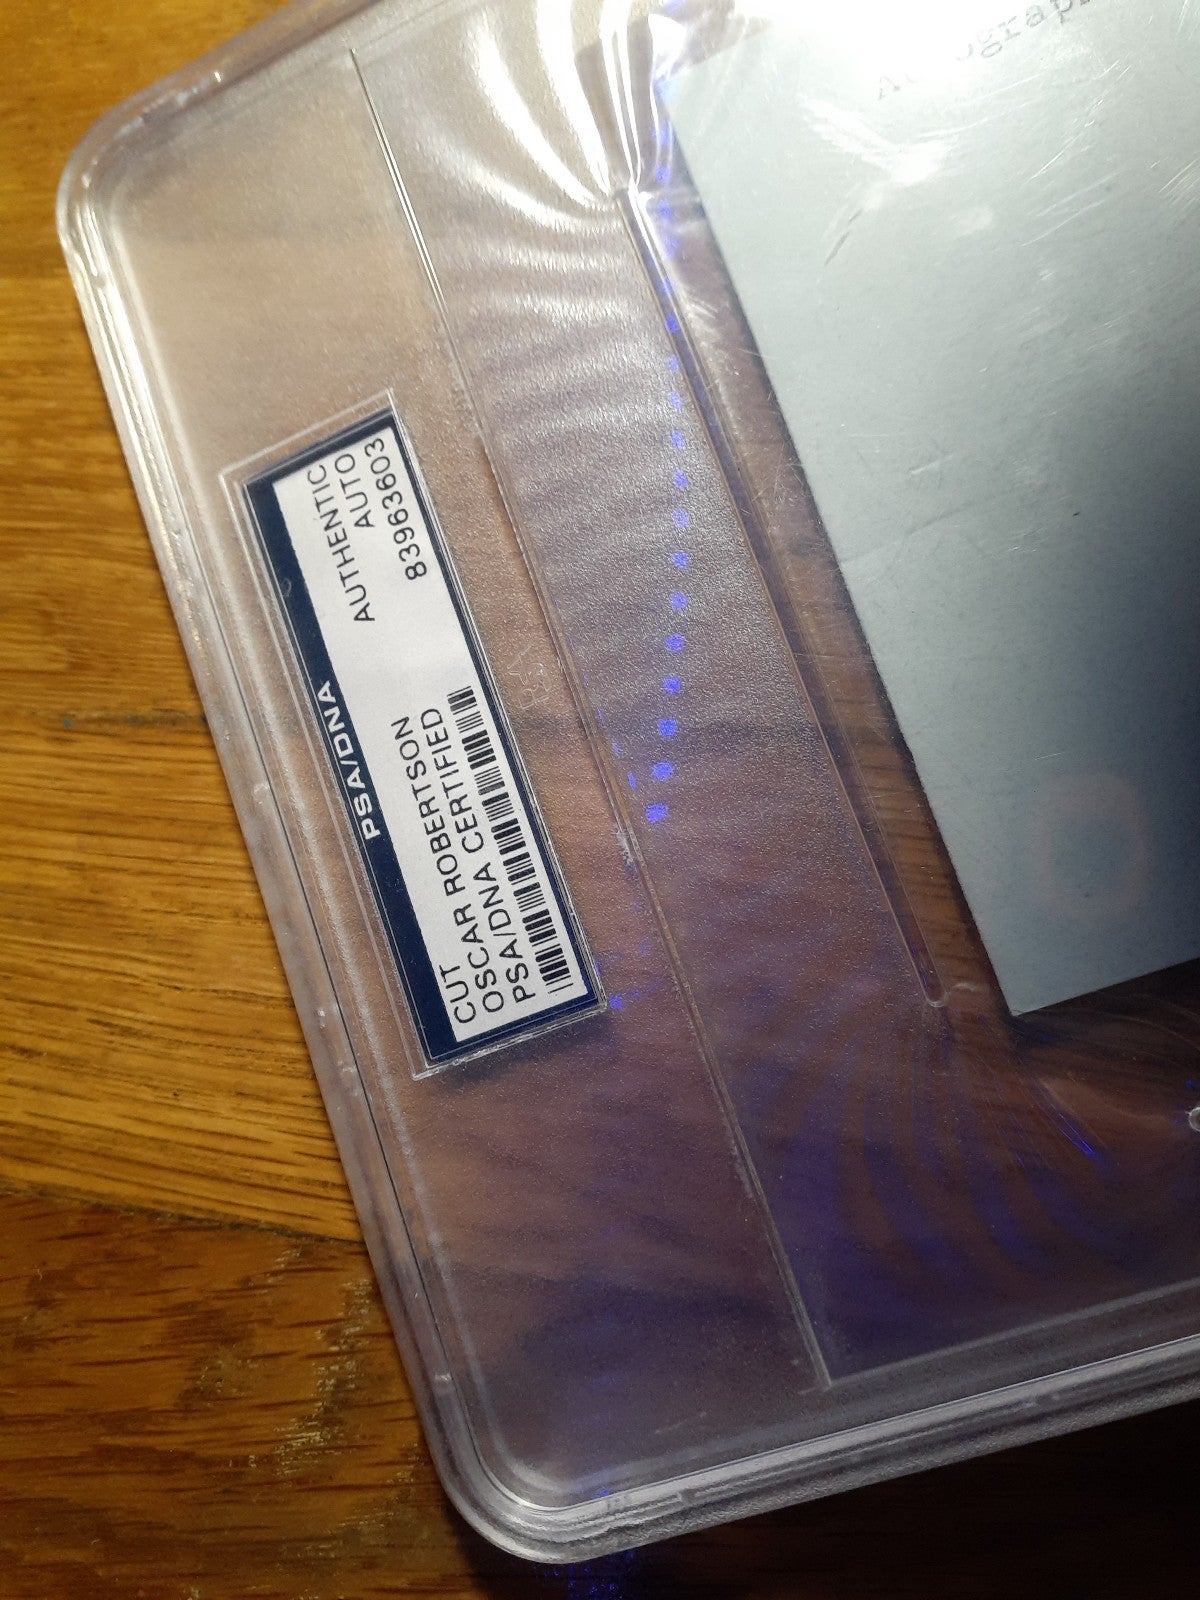 PSA/DNA
CUT
OSCAR ROBERTSON
PSA/DNA CERTIFIED
AUTHENTIC
AUTO
83963603